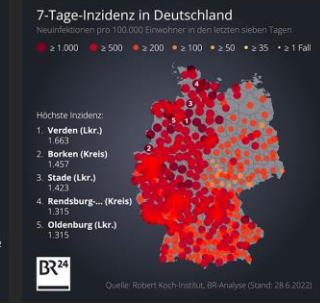 7-Tage-Inzidenz in Deutschland
Neuinfektionen pro 100.000 Einwohner in den letzten sieben Tagen
≥ 1.000 ≥ 500 ≥ 200 ≥ 100 ≥ 50 ≥ 35 ≥ 1 Fall
Höchste Inzidenz:
1. Verden (Lkr.)
1.663
2. Borken (Kreis)
1.457
3. Stade (Lkr.)
1.423
4. Rendsburg-... (Kreis)
1.315
5. Oldenburg (Lkr.)
1.315
4
3
5 1
2
BR24
Quelle: Robert Koch-Institut, BR-Analyse (Stand: 28.6.2022)